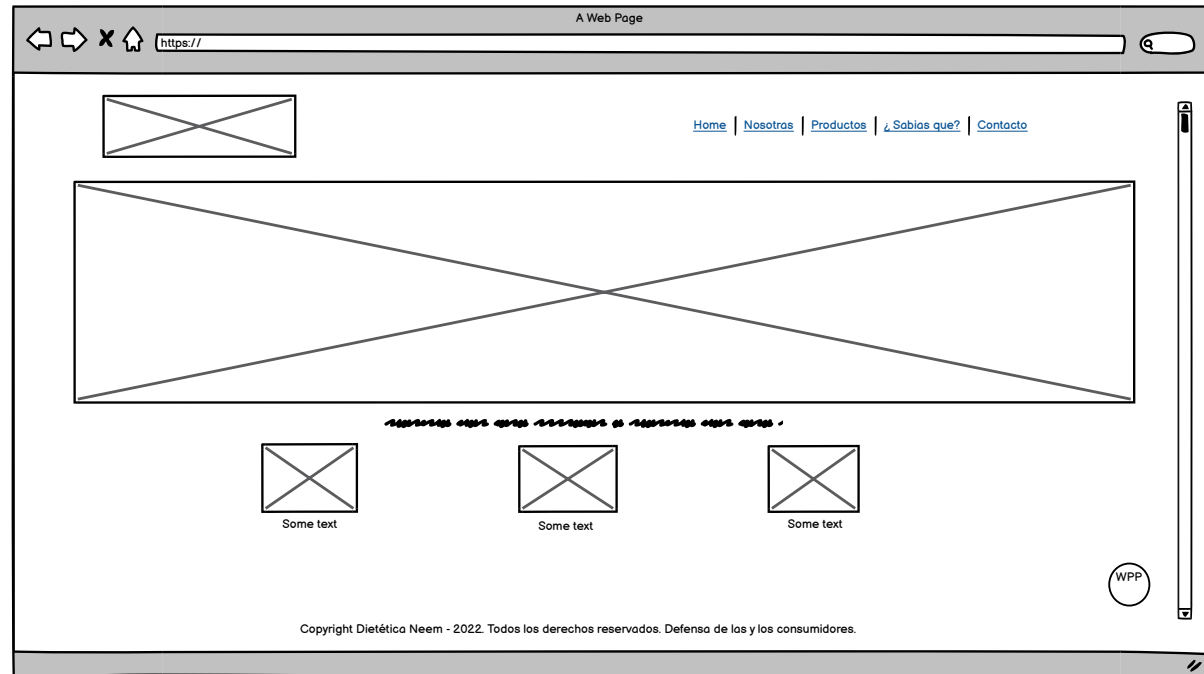 A Web Page
https://
Home | Nosotras | Productos | ¿ Sabias que? | Contacto
Some text
Some text
Some text
WPP
Copyright Dietética Neem - 2022. Todos los derechos reservados. Defensa de las y los consumidores.